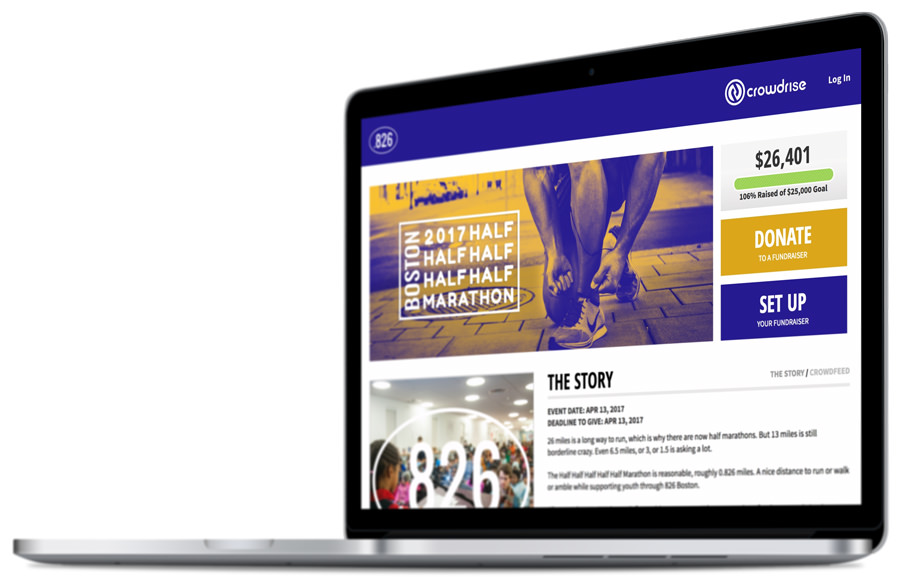 crowdrise
Log In
.826
$26,401
106% Raised of $25,000 Goal
BOSTON
2017 HALF
HALF HALF
HALF HALF
MARATHON
DONATE
TO A FUNDRAISER
SET UP
YOUR FUNDRAISER
THE STORY
THE STORY / CROWDFEED
EVENT DATE: APR 13, 2017
DEADLINE TO GIVE: APR 13, 2017
26 miles is a long way to run, which is why there are now half marathons. But 13 miles is still
borderline crazy. Even 6.5 miles, or 3, or 1.5 is asking a lot.
The Half Half Half Half Half Marathon is reasonable, roughly 0.826 miles. A nice distance to run or walk
or amble while supporting youth through 826 Boston.
826